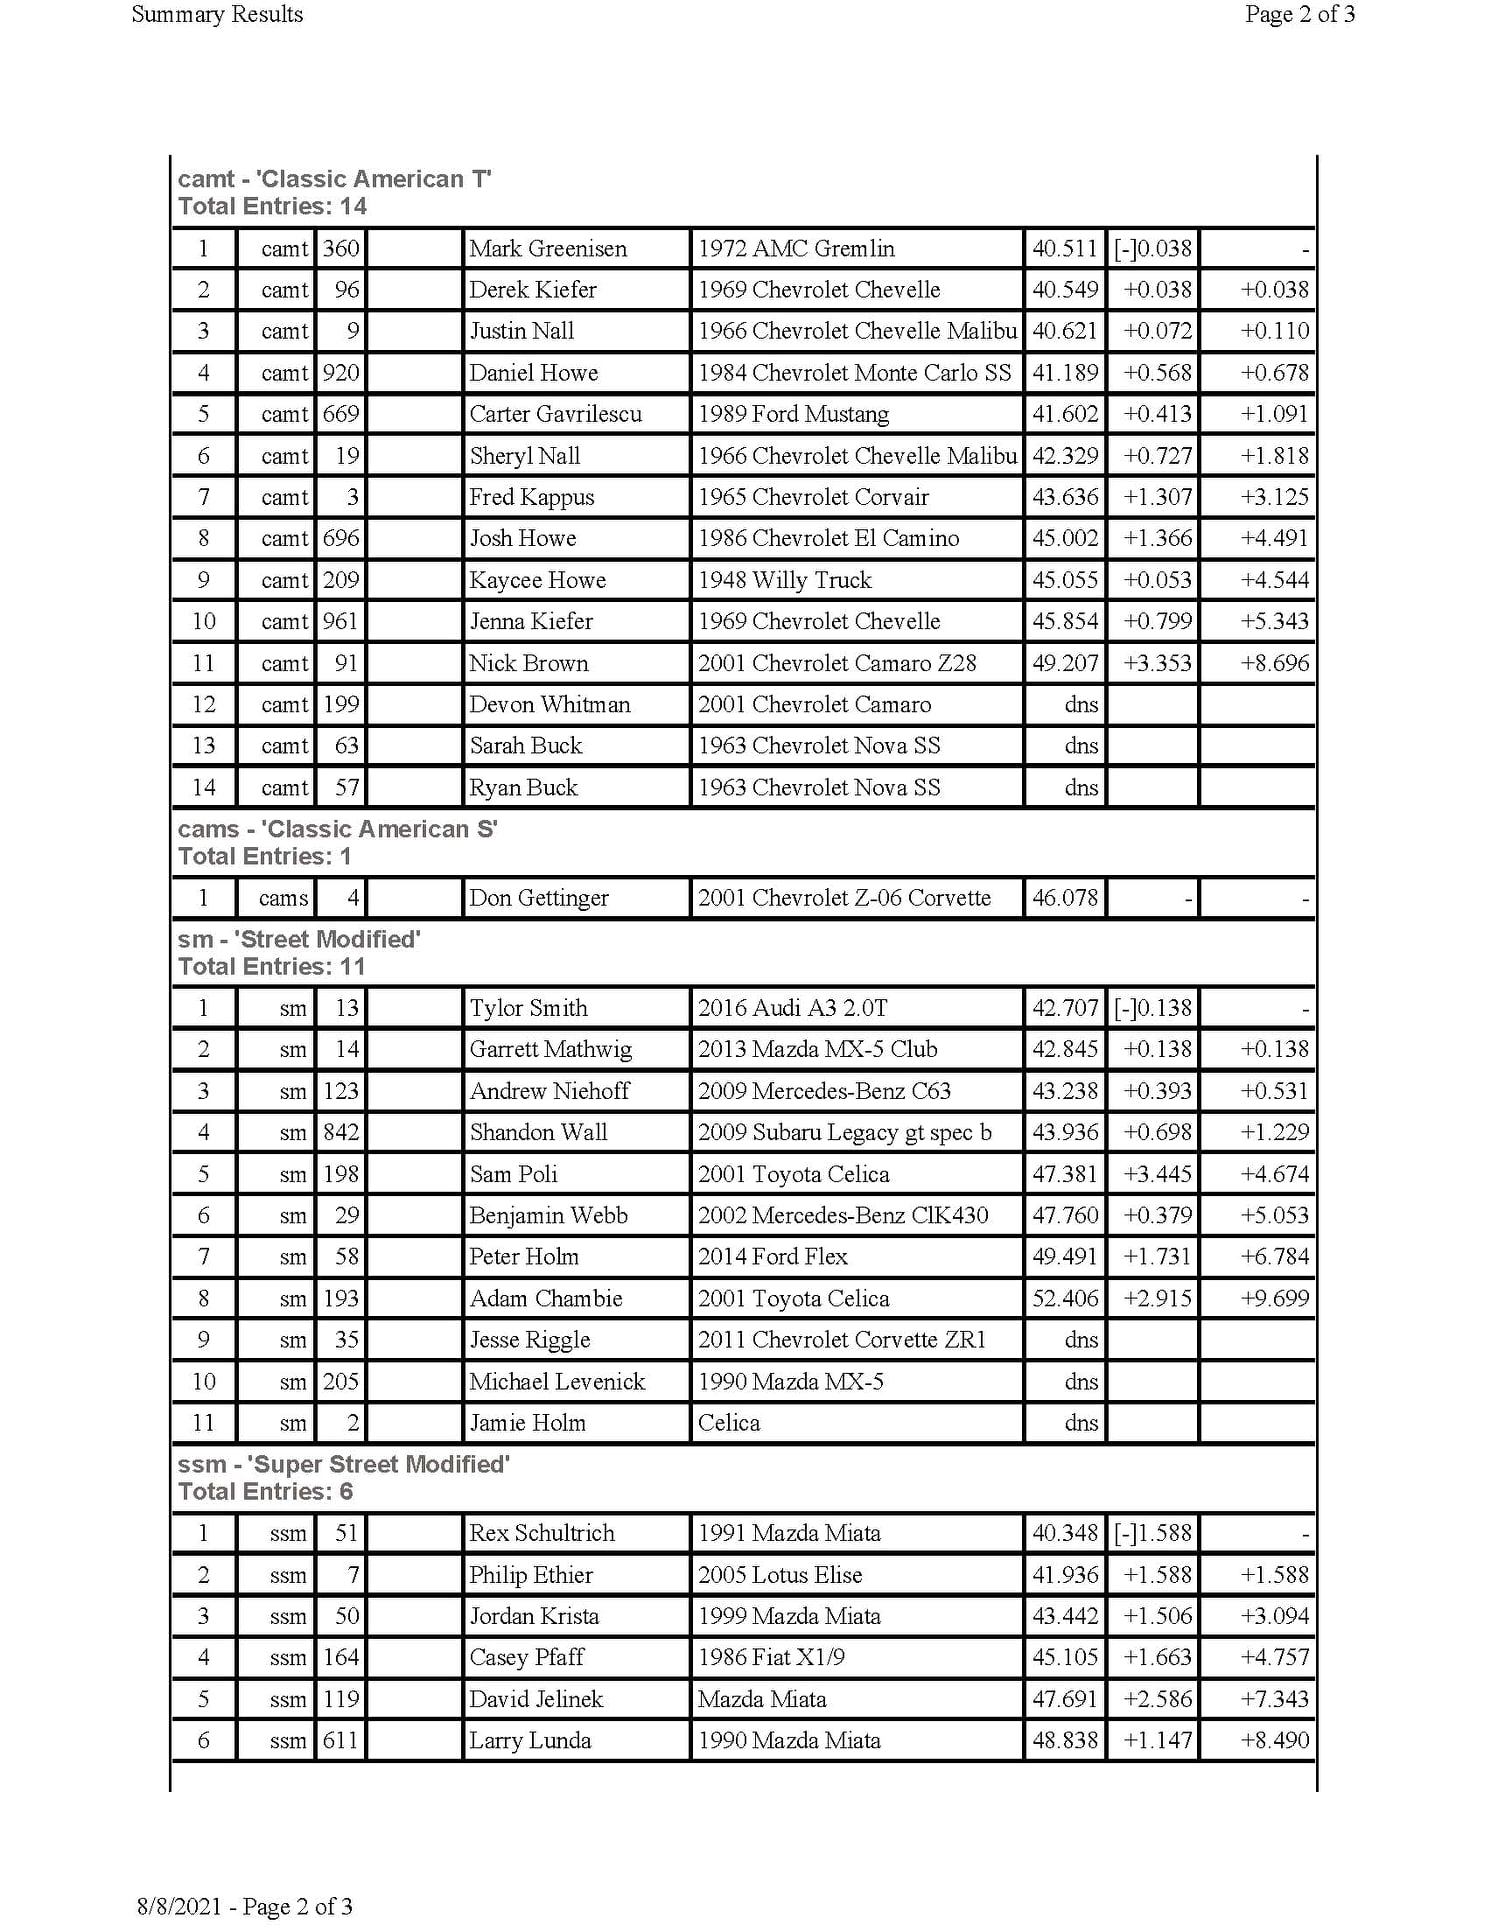 Summary Results Page 2 of 3
camt - 'Classic American T'
Total Entries: 14
1 camt 360 Mark Greenisen 1972 AMC Gremlin 40.511 [-]0.038 -
2 camt 96 Derek Kiefer 1969 Chevrolet Chevelle 40.549 +0.038 +0.038
3 camt 9 Justin Nall 1966 Chevrolet Chevelle Malibu 40.621 +0.072 +0.110
4 camt 920 Daniel Howe 1984 Chevrolet Monte Carlo SS 41.189 +0.568 +0.678
5 camt 669 Carter Gavrilescu 1989 Ford Mustang 41.602 +0.413 +1.091
6 camt 19 Sheryl Nall 1966 Chevrolet Chevelle Malibu 42.329 +0.727 +1.818
7 camt 3 Fred Kappus 1965 Chevrolet Corvair 43.636 +1.307 +3.125
8 camt 696 Josh Howe 1986 Chevrolet El Camino 45.002 +1.366 +4.491
9 camt 209 Kaycee Howe 1948 Willy Truck 45.055 +0.053 +4.544
10 camt 961 Jenna Kiefer 1969 Chevrolet Chevelle 45.854 +0.799 +5.343
11 camt 91 Nick Brown 2001 Chevrolet Camaro Z28 49.207 +3.353 +8.696
12 camt 199 Devon Whitman 2001 Chevrolet Camaro dns
13 camt 63 Sarah Buck 1963 Chevrolet Nova SS dns
14 camt 57 Ryan Buck 1963 Chevrolet Nova SS dns
cams - 'Classic American S'
Total Entries: 1
1 cams 4 Don Gettinger 2001 Chevrolet Z-06 Corvette 46.078 - -
sm - 'Street Modified'
Total Entries: 11
1 sm 13 Tylor Smith 2016 Audi A3 2.0T 42.707 [-]0.138 -
2 sm 14 Garrett Mathwig 2013 Mazda MX-5 Club 42.845 +0.138 +0.138
3 sm 123 Andrew Niehoff 2009 Mercedes-Benz C63 43.238 +0.393 +0.531
4 sm 842 Shandon Wall 2009 Subaru Legacy gt spec b 43.936 +0.698 +1.229
5 sm 198 Sam Poli 2001 Toyota Celica 47.381 +3.445 +4.674
6 sm 29 Benjamin Webb 2002 Mercedes-Benz ClK430 47.760 +0.379 +5.053
7 sm 58 Peter Holm 2014 Ford Flex 49.491 +1.731 +6.784
8 sm 193 Adam Chambie 2001 Toyota Celica 52.406 +2.915 +9.699
9 sm 35 Jesse Riggle 2011 Chevrolet Corvette ZR1 dns
10 sm 205 Michael Levenick 1990 Mazda MX-5 dns
11 sm 2 Jamie Holm Celica dns
ssm - 'Super Street Modified'
Total Entries: 6
1 ssm 51 Rex Schultrich 1991 Mazda Miata 40.348 [-]1.588 -
2 ssm 7 Philip Ethier 2005 Lotus Elise 41.936 +1.588 +1.588
3 ssm 50 Jordan Krista 1999 Mazda Miata 43.442 +1.506 +3.094
4 ssm 164 Casey Pfaff 1986 Fiat X1/9 45.105 +1.663 +4.757
5 ssm 119 David Jelinek Mazda Miata 47.691 +2.586 +7.343
6 ssm 611 Larry Lunda 1990 Mazda Miata 48.838 +1.147 +8.490
8/8/2021 - Page 2 of 3